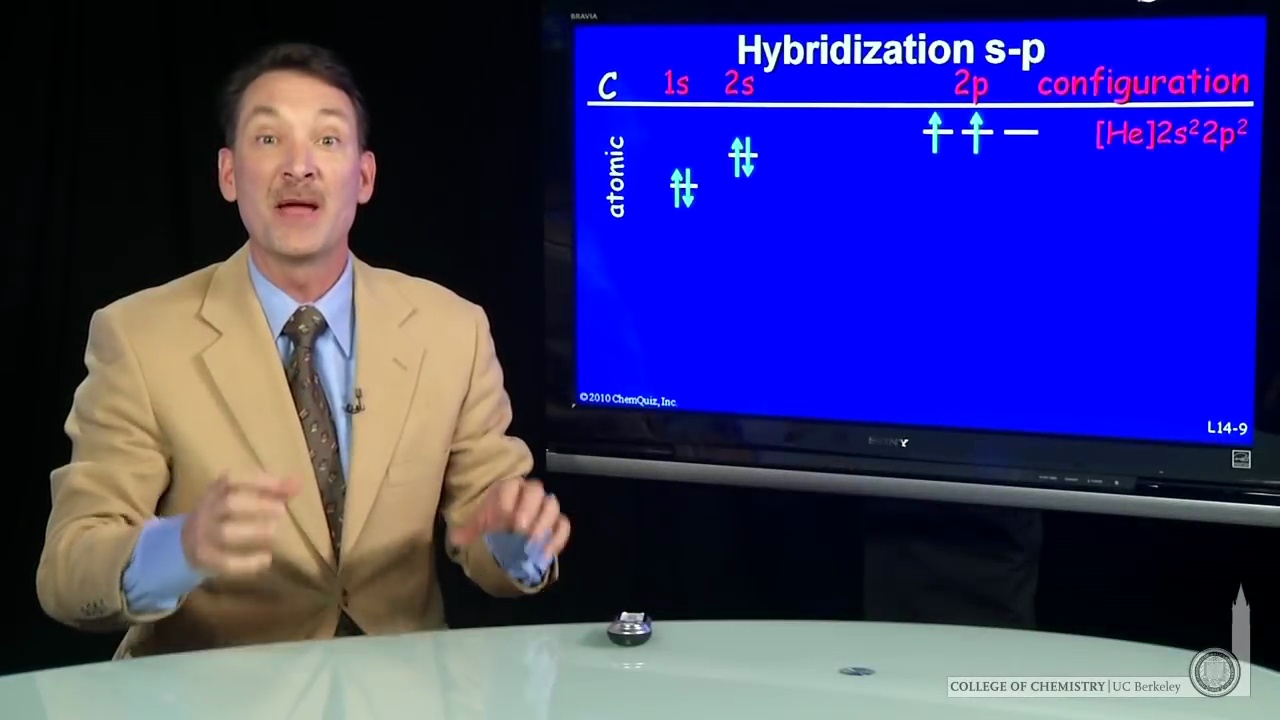 BRAVIA
Hybridization s-p
C 1s 2s 2p configuration
atomic
[He]2s²2p²
©2010 ChemQuiz, Inc.
L14-9
SONY
COLLEGE OF CHEMISTRY | UC Berkeley